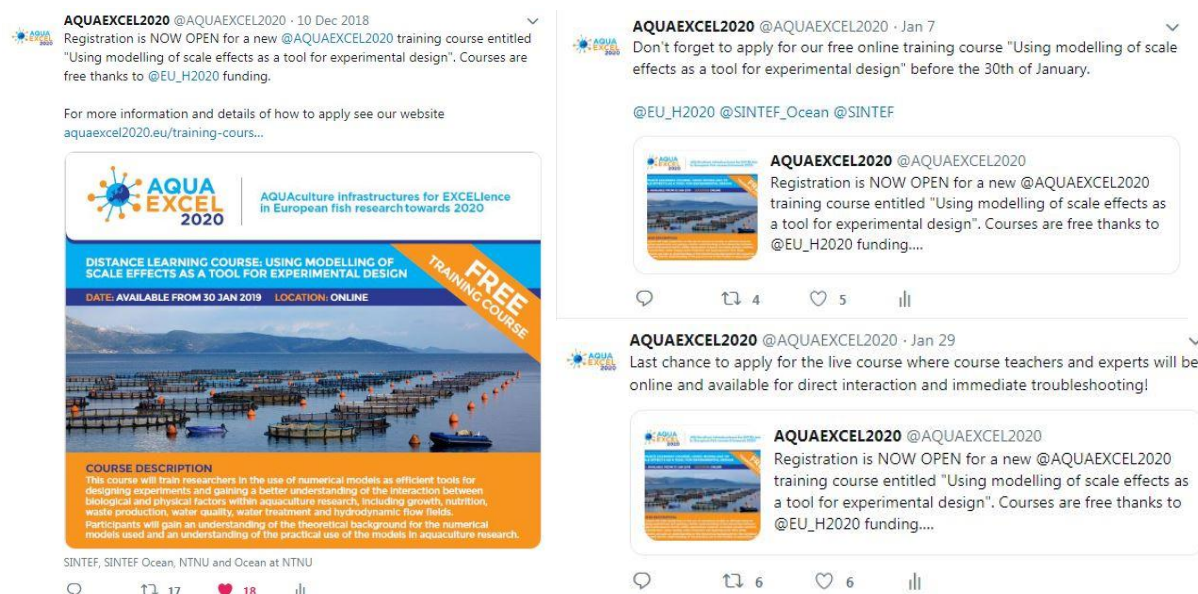 AQUAEXCEL2020 @AQUAEXCEL2020 · 10 Dec 2018
Registration is NOW OPEN for a new @AQUAEXCEL2020 training course entitled
"Using modelling of scale effects as a tool for experimental design". Courses are
free thanks to @EU_H2020 funding.
For more information and details of how to apply see our website
aquaexcel2020.eu/training-cours...
AQUA
EXCEL
2020
AQUAculture infrastructures for EXCELlence
in European fish research towards 2020
DISTANCE LEARNING COURSE: USING MODELLING OF
SCALE EFFECTS AS A TOOL FOR EXPERIMENTAL DESIGN
FREE
TRAINING COURSE
DATE: AVAILABLE FROM 30 JAN 2019 LOCATION: ONLINE
COURSE DESCRIPTION
This course will train researchers in the use of numerical models as efficient tools for
designing experiments and gaining a better understanding of the interaction between
biological and physical factors within aquaculture research, including growth, nutrition,
waste production, water quality, water treatment and hydrodynamic flow fields.
Participants will gain an understanding of the theoretical background for the numerical
models used and an understanding of the practical use of the models in aquaculture research.
SINTEF, SINTEF Ocean, NTNU and Ocean at NTNU
17 18
AQUAEXCEL2020 @AQUAEXCEL2020 · Jan 7
Don't forget to apply for our free online training course "Using modelling of scale
effects as a tool for experimental design" before the 30th of January.
@EU_H2020 @SINTEF_Ocean @SINTEF
AQUAEXCEL2020 @AQUAEXCEL2020
Registration is NOW OPEN for a new @AQUAEXCEL2020
training course entitled "Using modelling of scale effects as
a tool for experimental design". Courses are free thanks to
@EU_H2020 funding....
4 5
AQUAEXCEL2020 @AQUAEXCEL2020 · Jan 29
Last chance to apply for the live course where course teachers and experts will be
online and available for direct interaction and immediate troubleshooting!
AQUAEXCEL2020 @AQUAEXCEL2020
Registration is NOW OPEN for a new @AQUAEXCEL2020
training course entitled "Using modelling of scale effects as
a tool for experimental design". Courses are free thanks to
@EU_H2020 funding....
6 6